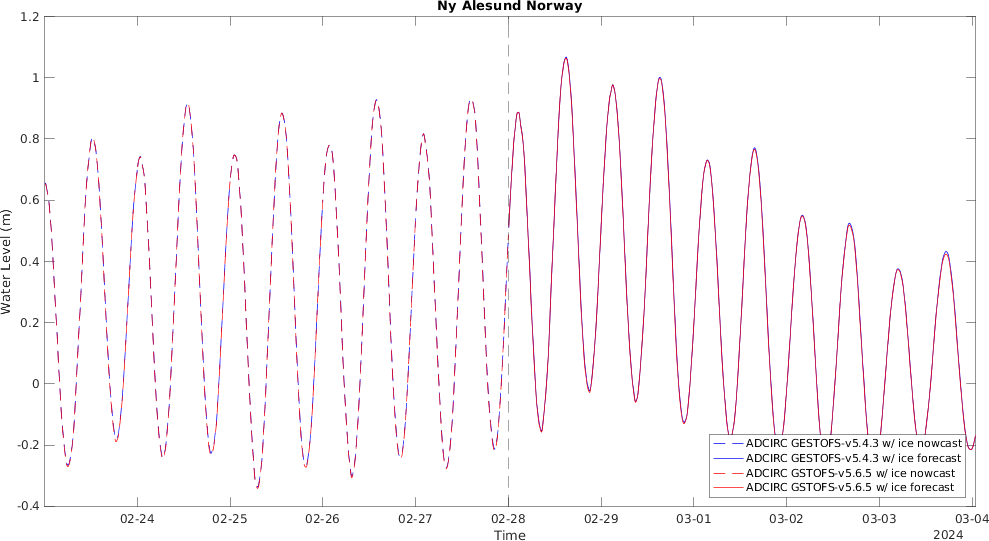 Ny Alesund Norway
1.2
1
0.8
0.6
0.4
0.2
0
-0.2
-0.4
Water Level (m)
ADCIRC GESTOFS-v5.4.3 w/ ice nowcast
ADCIRC GESTOFS-v5.4.3 w/ ice forecast
ADCIRC GSTOFS-v5.6.5 w/ ice nowcast
ADCIRC GSTOFS-v5.6.5 w/ ice forecast
02-24 02-25 02-26 02-27 02-28 02-29 03-01 03-02 03-03 03-04
Time
2024